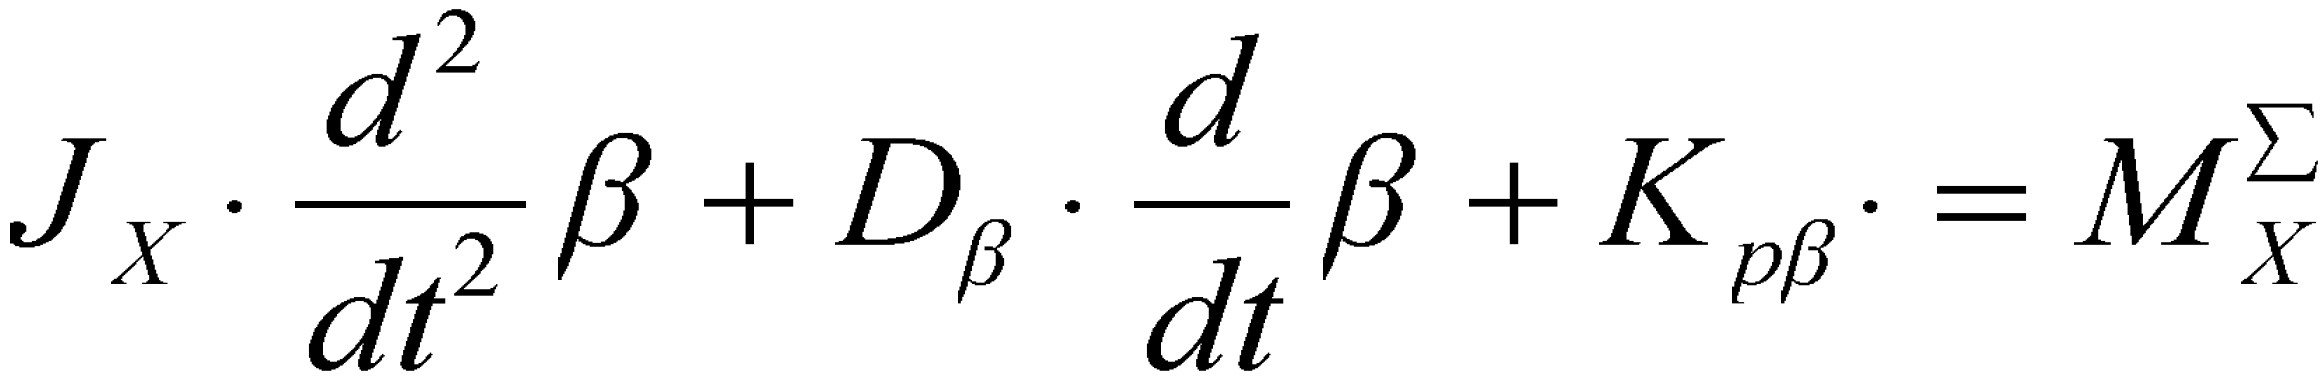 J_X · d²/dt² β + D_β · d/dt β + K_pβ · = M_X^Σ